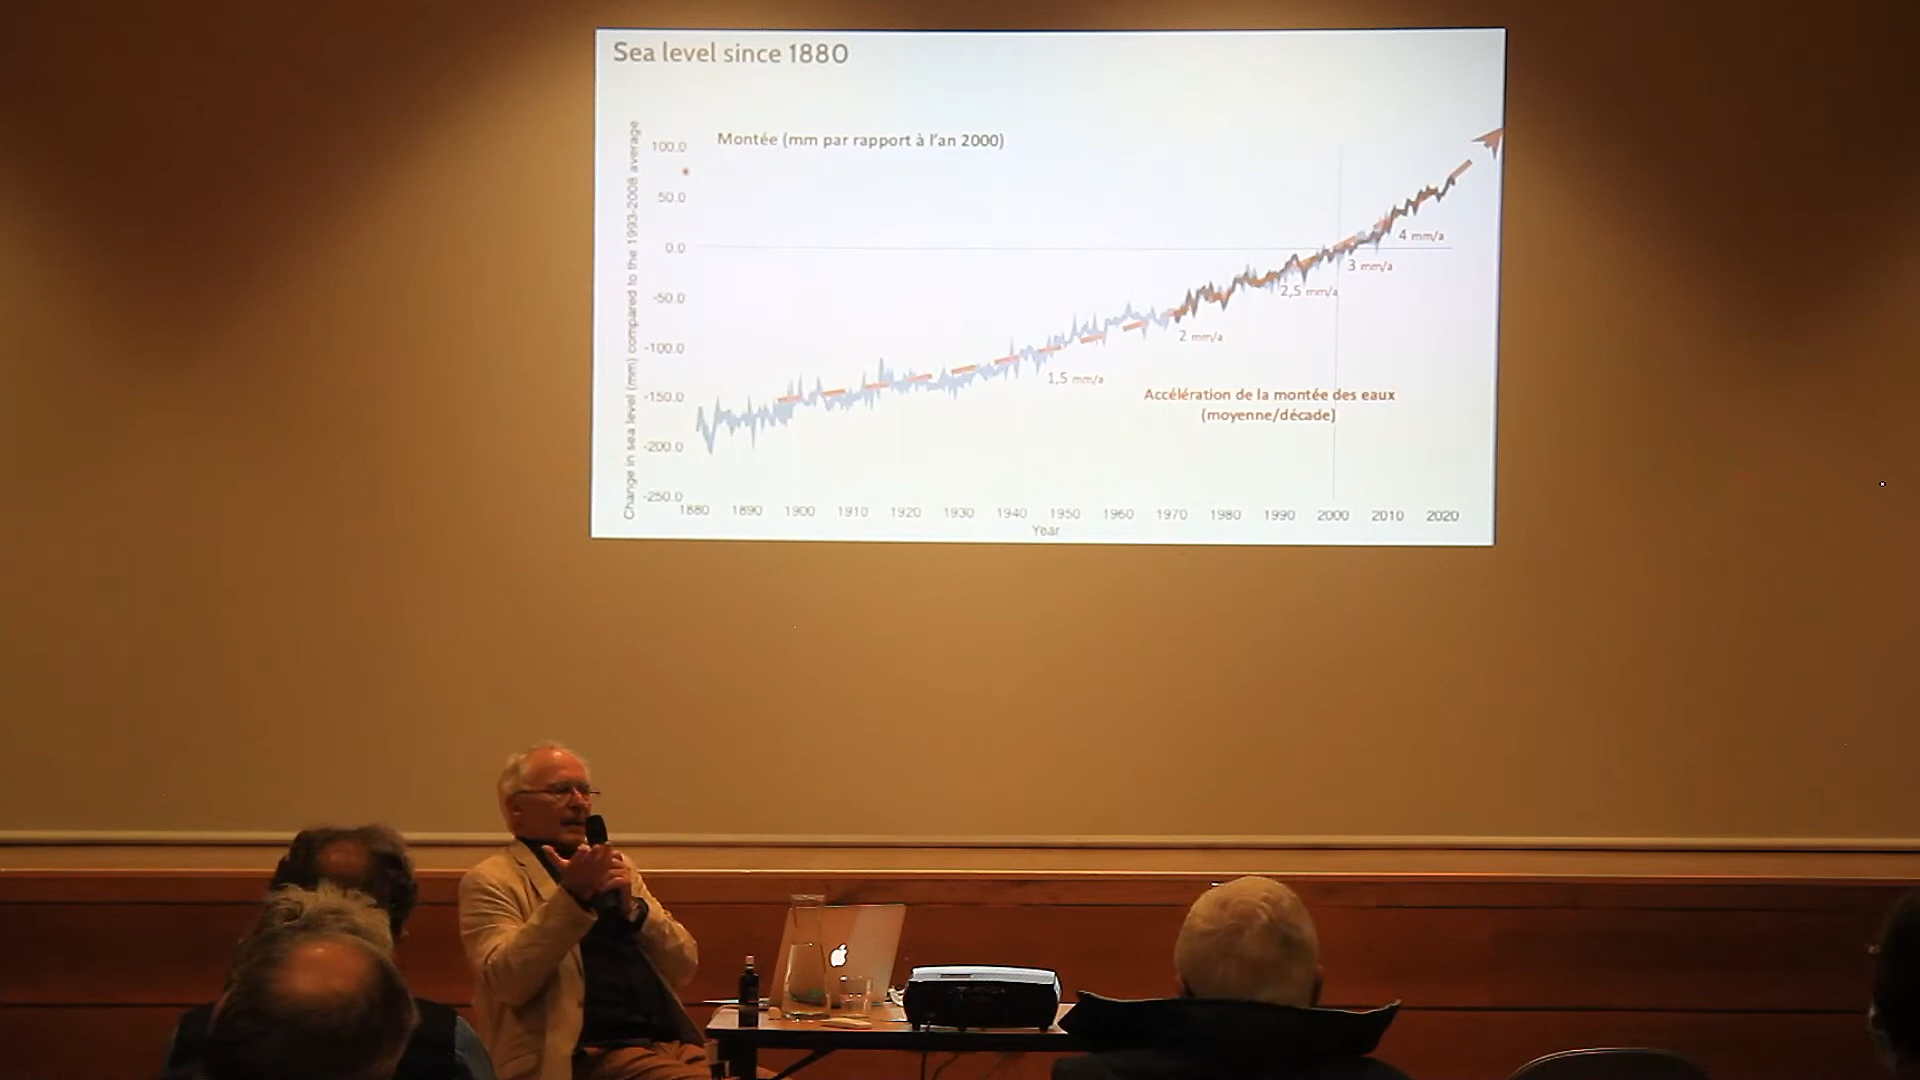 Sea level since 1880
Montée (mm par rapport à l'an 2000)
Change in sea level (mm) compared to the 1993-2008 average
100.0
50.0
0.0
-50.0
-100.0
-150.0
-200.0
-250.0
4 mm/a
3 mm/a
2,5 mm/a
2 mm/a
1,5 mm/a
Accélération de la montée des eaux
(moyenne/décade)
1880 1890 1900 1910 1920 1930 1940 1950 1960 1970 1980 1990 2000 2010 2020
Year